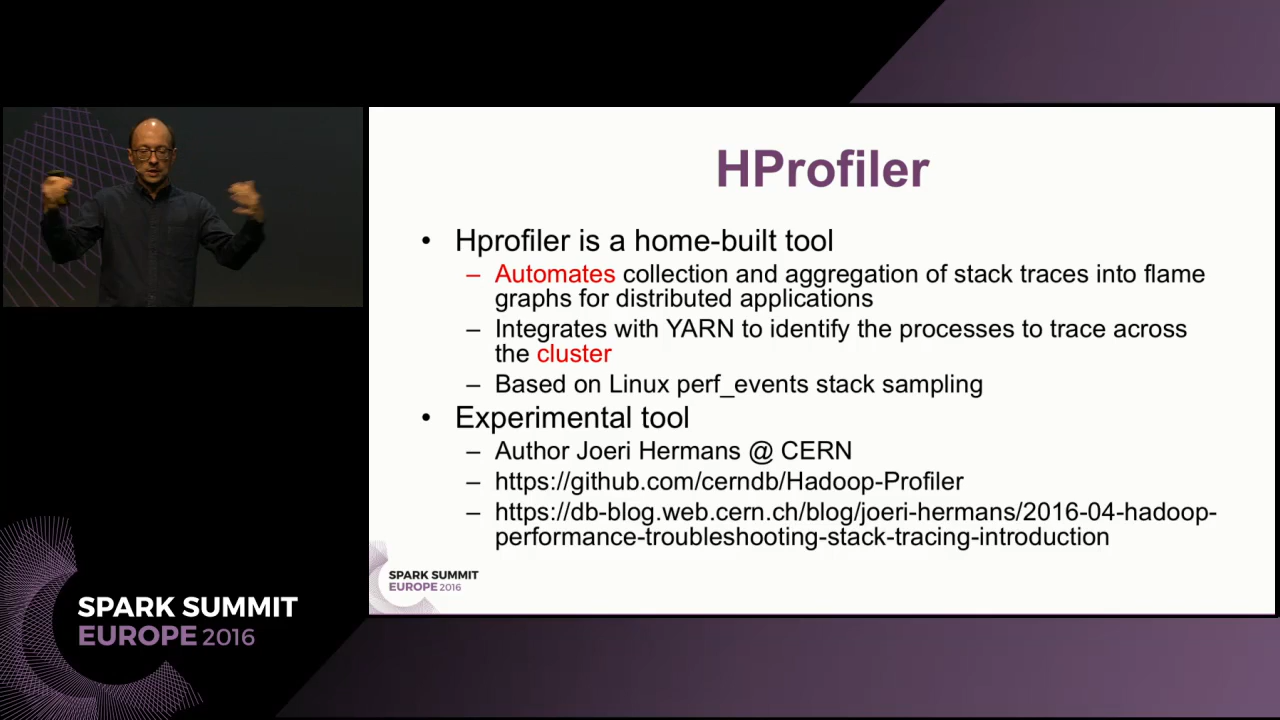 HProfiler
• Hprofiler is a home-built tool
– Automates collection and aggregation of stack traces into flame
graphs for distributed applications
– Integrates with YARN to identify the processes to trace across
the cluster
– Based on Linux perf_events stack sampling
• Experimental tool
– Author Joeri Hermans @ CERN
– https://github.com/cerndb/Hadoop-Profiler
– https://db-blog.web.cern.ch/blog/joeri-hermans/2016-04-hadoop-
performance-troubleshooting-stack-tracing-introduction
SPARK SUMMIT
EUROPE 2016
SPARK SUMMIT
EUROPE 2016